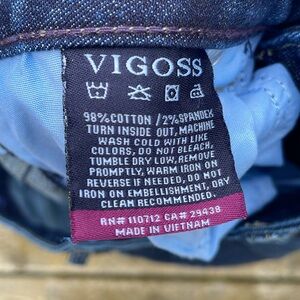 VIGOSS
98%COTTON / 2%SPANDEX
TURN INSIDE OUT, MACHINE
WASH COLD WITH LIKE
COLORS, DO NOT BLEACH,
TUMBLE DRY LOW, REMOVE
PROMPTLY, WARM IRON ON
REVERSE IF NEEDED, DO NOT
IRON ON EMBELLISHMENT, DRY
CLEAN RECOMMENDED.
RN# 110712 CA# 29438
MADE IN VIETNAM